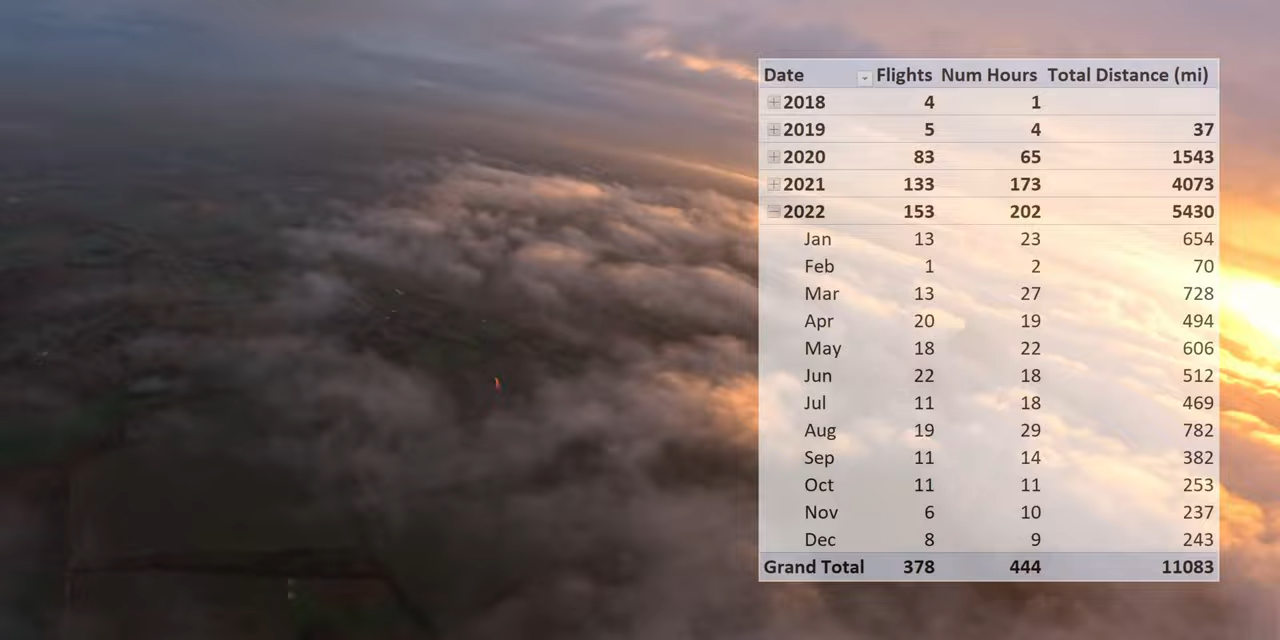 Date Flights Num Hours Total Distance (mi)
2018 4 1
2019 5 4 37
2020 83 65 1543
2021 133 173 4073
2022 153 202 5430
Jan 13 23 654
Feb 1 2 70
Mar 13 27 728
Apr 20 19 494
May 18 22 606
Jun 22 18 512
Jul 11 18 469
Aug 19 29 782
Sep 11 14 382
Oct 11 11 253
Nov 6 10 237
Dec 8 9 243
Grand Total 378 444 11083